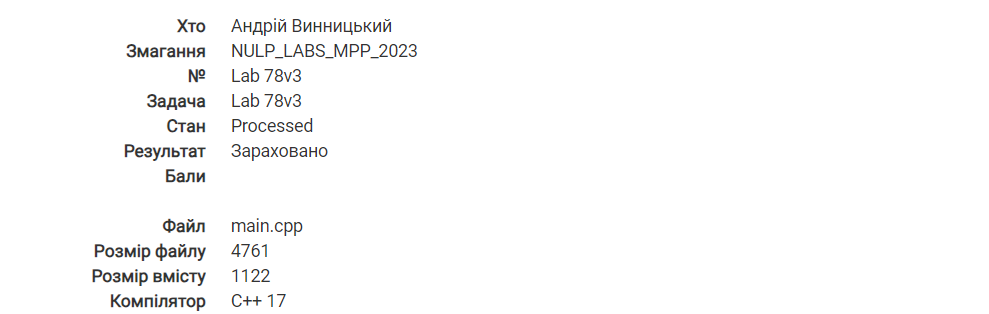 Хто Андрій Винницький
Змагання NULP_LABS_MPP_2023
№ Lab 78v3
Задача Lab 78v3
Стан Processed
Результат Зараховано
Бали
Файл main.cpp
Розмір файлу 4761
Розмір вмісту 1122
Компілятор C++ 17